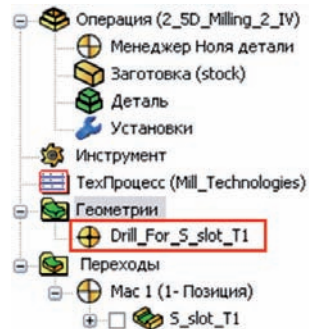 Операция (2_5D_Milling_2_IV)
Менеджер Ноля детали
Заготовка (stock)
Деталь
Установки
Инструмент
ТехПроцесс (Mill_Technologies)
Геометрии
Drill_For_S_slot_T1
Переходы
Мас 1 (1- Позиция)
S_slot_T1